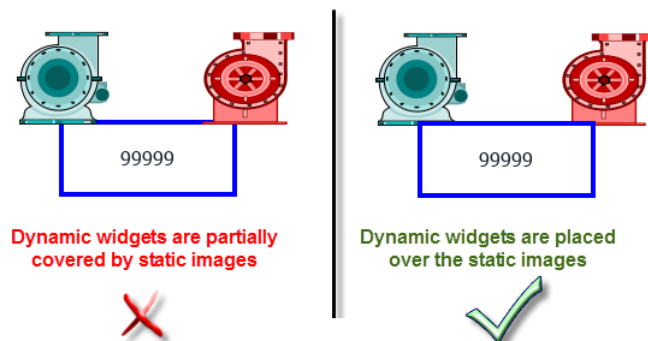 99999
Dynamic widgets are partially
covered by static images
99999
Dynamic widgets are placed
over the static images